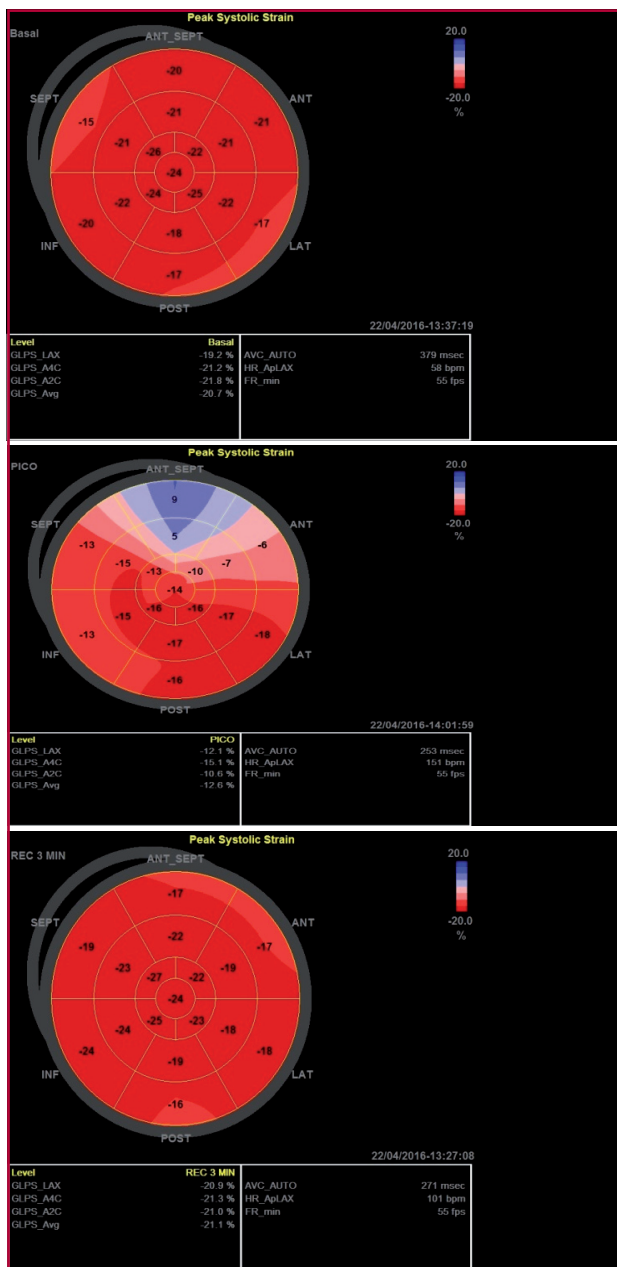 Peak Systolic Strain
Basal
ANT_SEPT
20.0
-20.0
%
SEPT
ANT
-20
-15
-21
-21
-21
-21
-26
-22
-24
-24
-25
-22
-22
-20
-18
-17
-17
INF
LAT
POST
22/04/2016-13:37:19
Level Basal
GLPS_LAX -19.2 % AVC_AUTO 379 msec
GLPS_A4C -21.2 % HR_ApLAX 58 bpm
GLPS_A2C -21.8 % FR_min 55 fps
GLPS_Avg -20.7 %
Peak Systolic Strain
PICO
ANT_SEPT
20.0
-20.0
%
SEPT
ANT
9
5
-13
-6
-15
-7
-13
-10
-14
-16
-16
-15
-17
-13
-18
-17
-16
INF
LAT
POST
22/04/2016-14:01:59
Level PICO
GLPS_LAX -12.1 % AVC_AUTO 253 msec
GLPS_A4C -15.1 % HR_ApLAX 151 bpm
GLPS_A2C -10.6 % FR_min 55 fps
GLPS_Avg -12.6 %
Peak Systolic Strain
REC 3 MIN
ANT_SEPT
20.0
-20.0
%
SEPT
ANT
-17
-19
-17
-22
-23
-19
-27
-22
-24
-25
-23
-24
-18
-24
-18
-19
-16
INF
LAT
POST
22/04/2016-13:27:08
Level REC 3 MIN
GLPS_LAX -20.9 % AVC_AUTO 271 msec
GLPS_A4C -21.3 % HR_ApLAX 101 bpm
GLPS_A2C -21.0 % FR_min 55 fps
GLPS_Avg -21.1 %